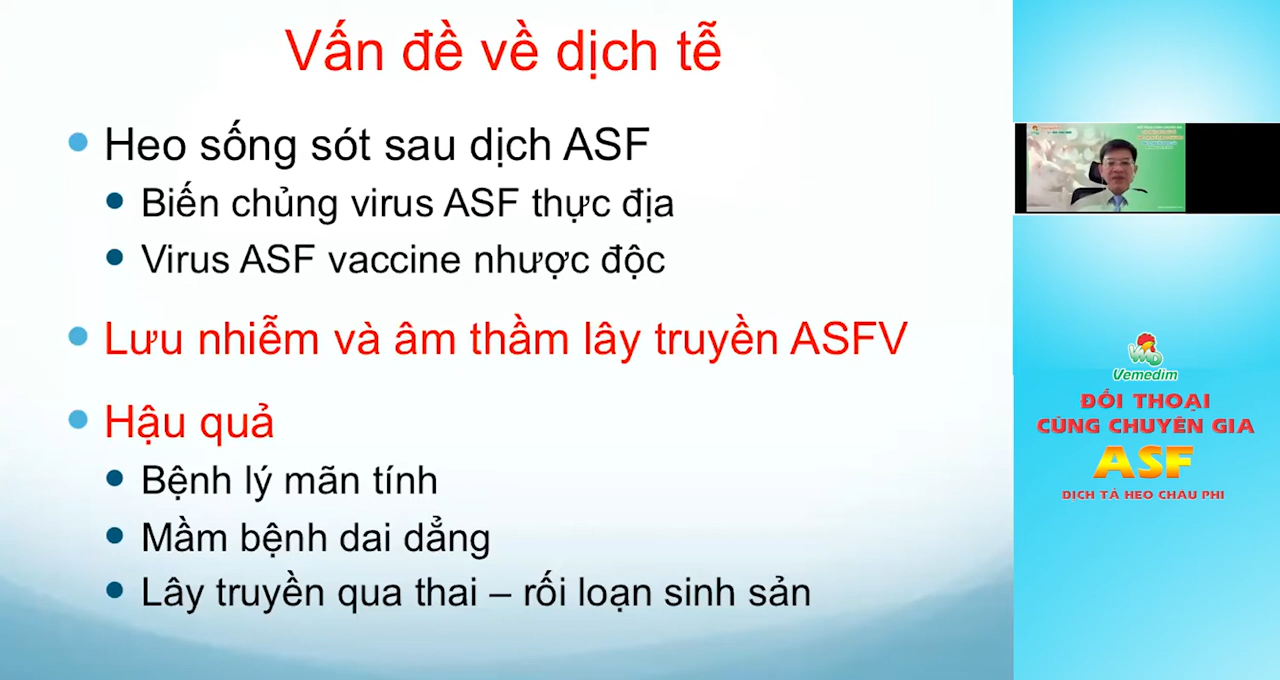 Vấn đề về dịch tễ
Heo sống sót sau dịch ASF
Biến chủng virus ASF thực địa
Virus ASF vaccine nhược độc
Lưu nhiễm và âm thầm lây truyền ASFV
Hậu quả
Bệnh lý mãn tính
Mầm bệnh dai dẳng
Lây truyền qua thai – rối loạn sinh sản
Vemedim
ĐỐI THOẠI
CÙNG CHUYÊN GIA
ASF
DỊCH TẢ HEO CHÂU PHI